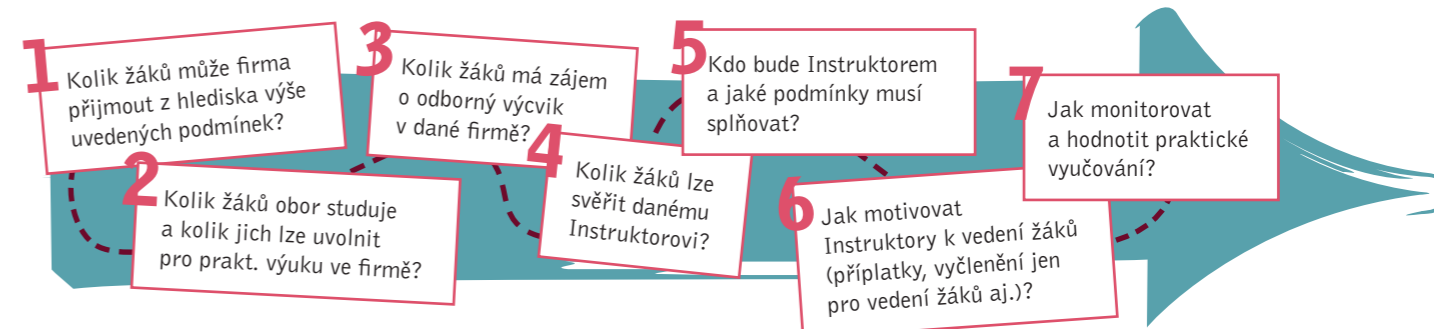 1
Kolik žáků může firma
přijmout z hlediska výše
uvedených podmínek?
2
Kolik žáků obor studuje
a kolik jich lze uvolnit
pro prakt. výuku ve firmě?
3
Kolik žáků má zájem
o odborný výcvik
v dané firmě?
4
Kolik žáků lze
svěřit danému
Instruktorovi?
5
Kdo bude Instruktorem
a jaké podmínky musí
splňovat?
6
Jak motivovat
Instruktory k vedení žáků
(příplatky, vyčlenění jen
pro vedení žáků aj.)?
7
Jak monitorovat
a hodnotit praktické
vyučování?